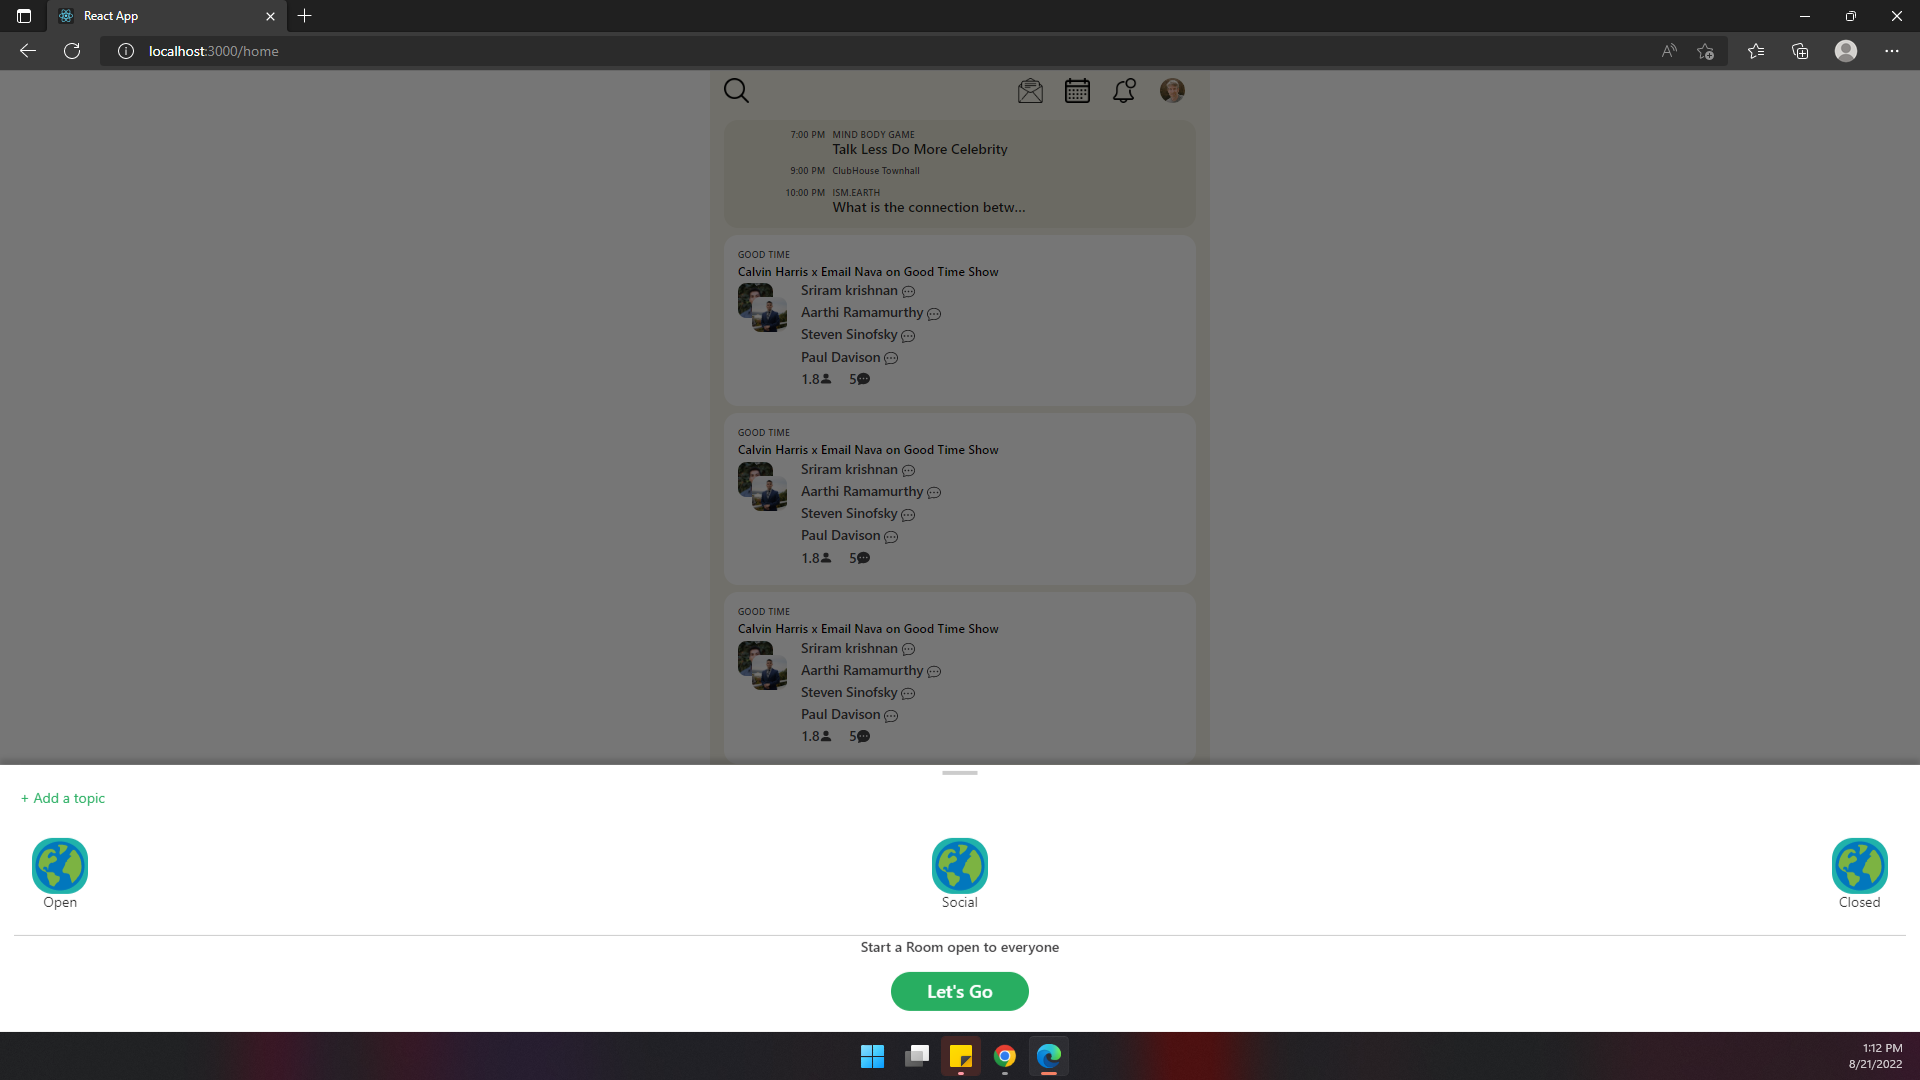 React App
localhost:3000/home
7:00 PM MIND BODY GAME
Talk Less Do More Celebrity
9:00 PM ClubHouse Townhall
10:00 PM ISM.EARTH
What is the connection betw...
GOOD TIME
Calvin Harris x Email Nava on Good Time Show
Sriram krishnan
Aarthi Ramamurthy
Steven Sinofsky
Paul Davison
1.8 5
GOOD TIME
Calvin Harris x Email Nava on Good Time Show
Sriram krishnan
Aarthi Ramamurthy
Steven Sinofsky
Paul Davison
1.8 5
GOOD TIME
Calvin Harris x Email Nava on Good Time Show
Sriram krishnan
Aarthi Ramamurthy
Steven Sinofsky
Paul Davison
1.8 5
+ Add a topic
Open Social Closed
Start a Room open to everyone
Let's Go
1:12 PM
8/21/2022